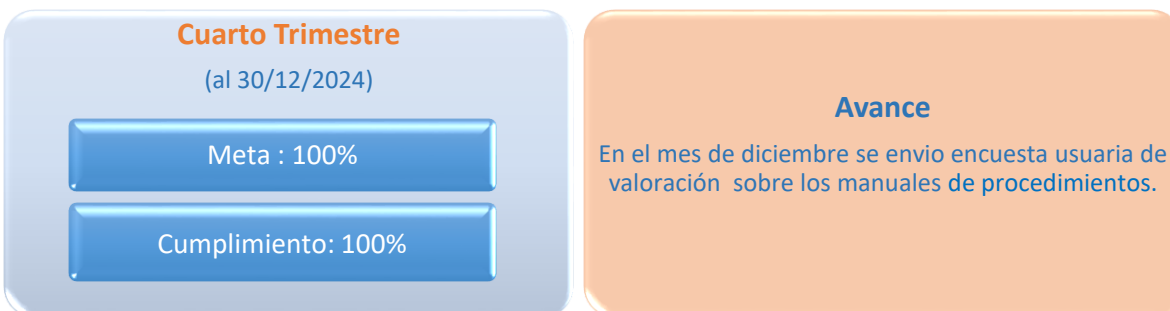 Cuarto Trimestre
(al 30/12/2024)
Meta : 100%
Cumplimiento: 100%
Avance
En el mes de diciembre se envio encuesta usuaria de
valoración  sobre los manuales de procedimientos.